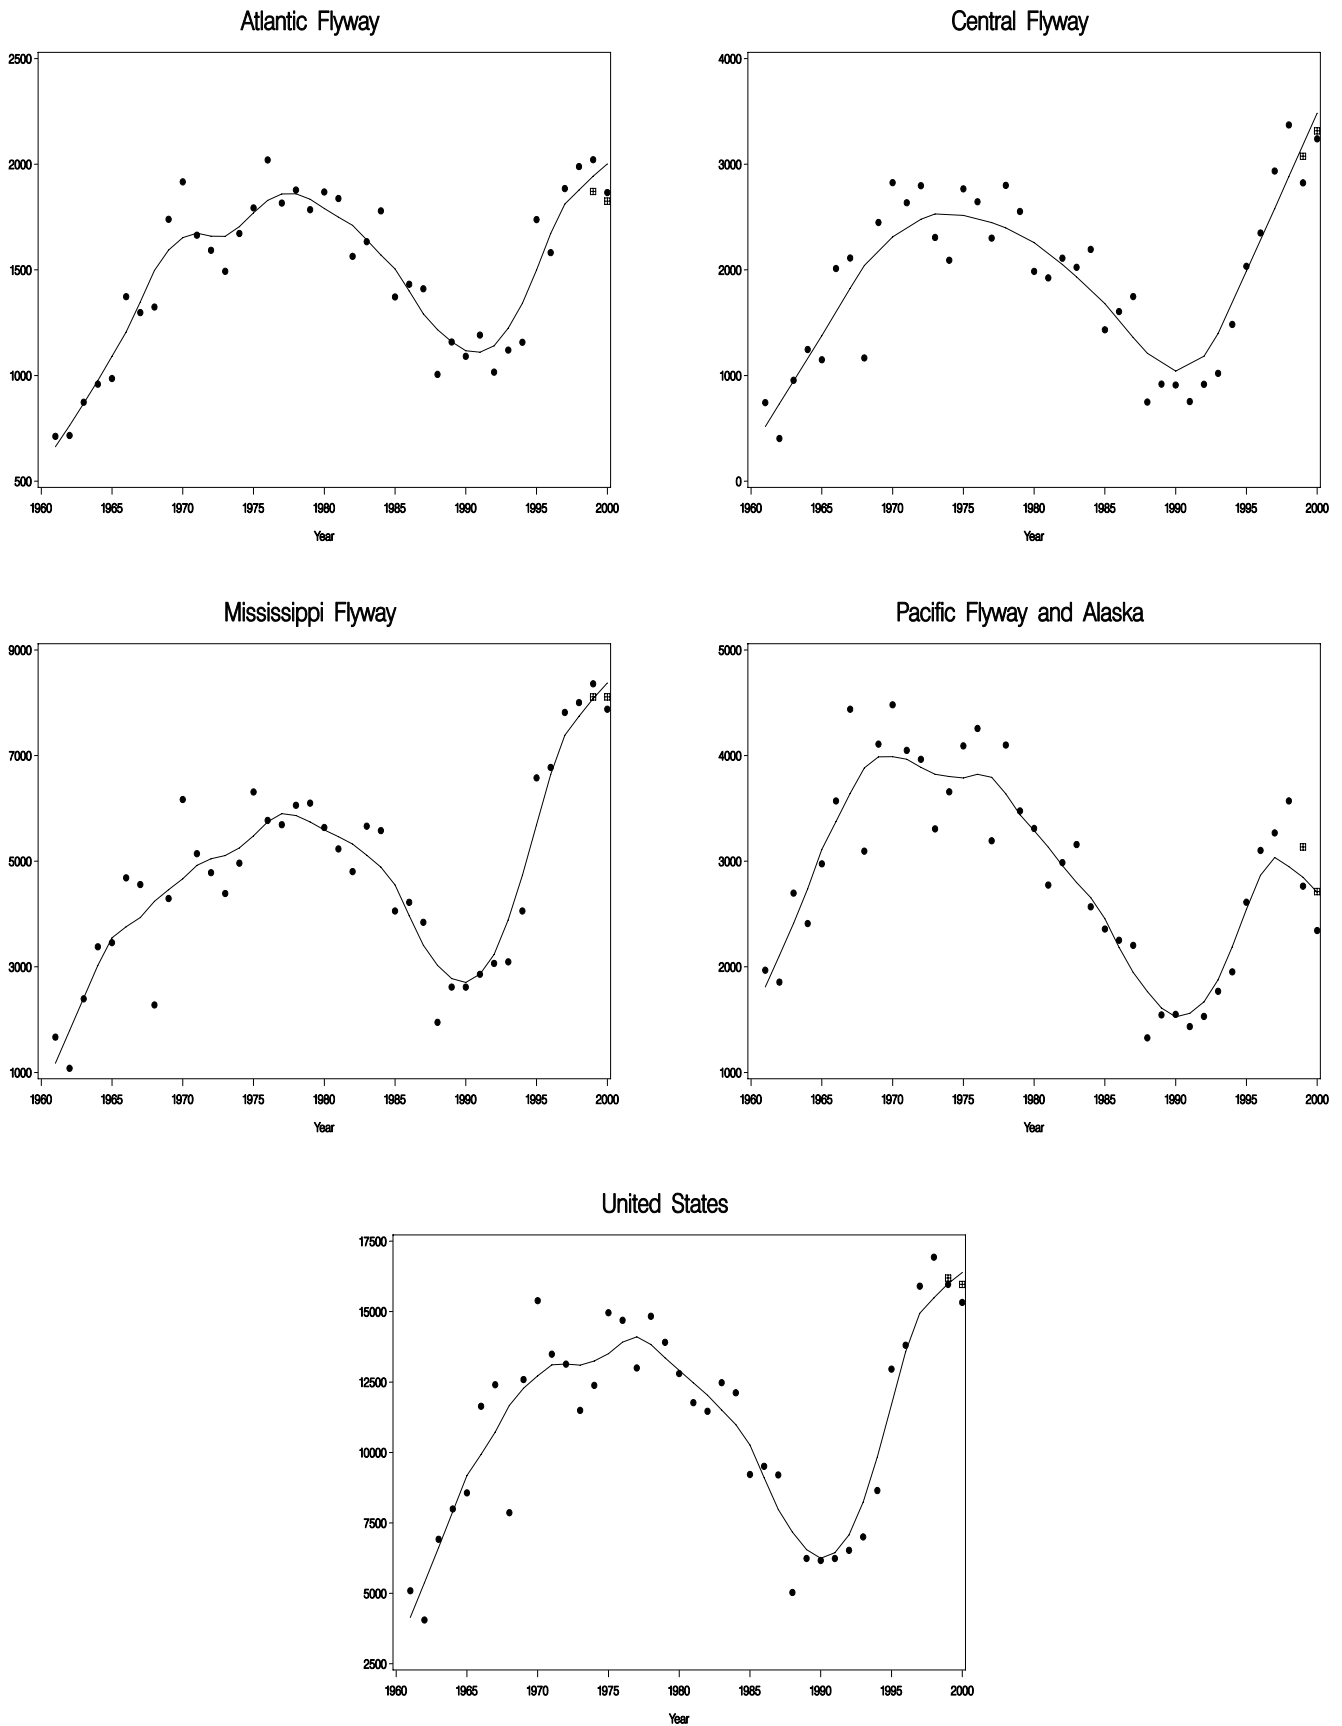 Atlantic Flyway
2500
2000
1500
1000
500
1960 1965 1970 1975 1980 1985 1990 1995 2000
Year
Central Flyway
4000
3000
2000
1000
0
1960 1965 1970 1975 1980 1985 1990 1995 2000
Year
Mississippi Flyway
9000
7000
5000
3000
1000
1960 1965 1970 1975 1980 1985 1990 1995 2000
Year
Pacific Flyway and Alaska
5000
4000
3000
2000
1000
1960 1965 1970 1975 1980 1985 1990 1995 2000
Year
United States
17500
15000
12500
10000
7500
5000
2500
1960 1965 1970 1975 1980 1985 1990 1995 2000
Year